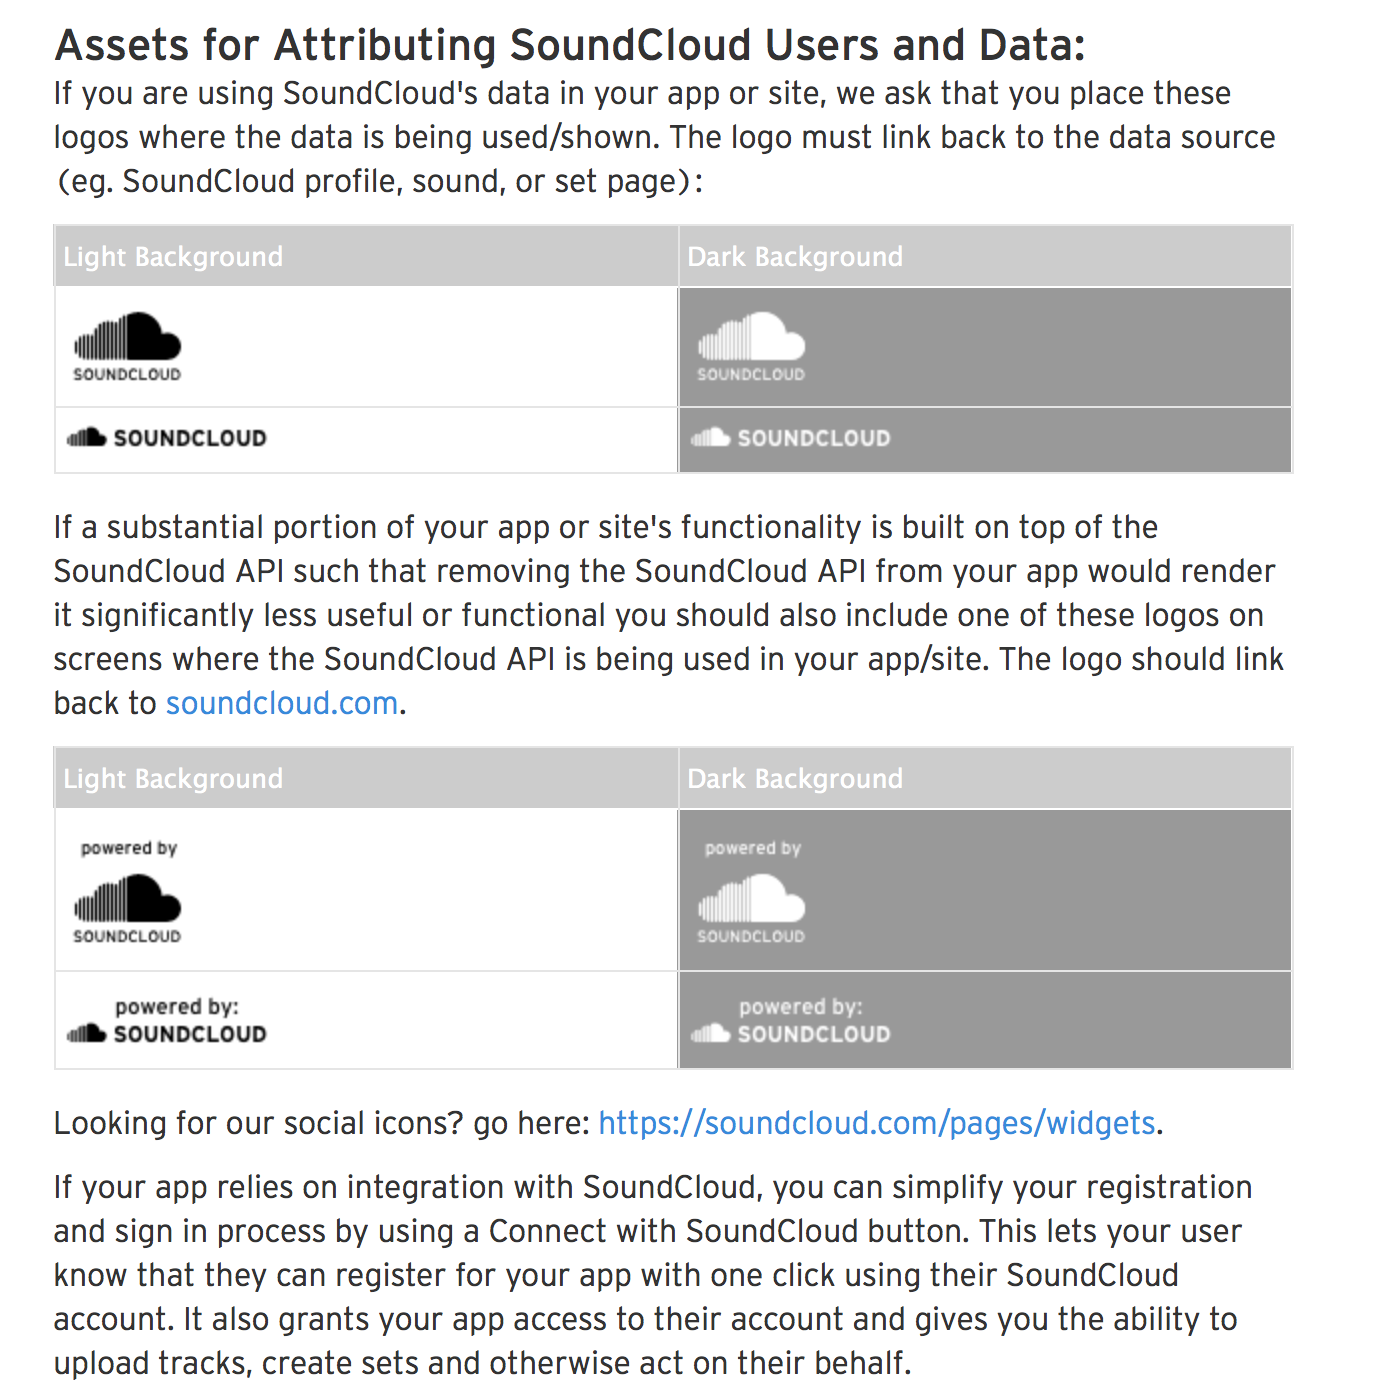 Assets for Attributing SoundCloud Users and Data:
If you are using SoundCloud's data in your app or site, we ask that you place these
logos where the data is being used/shown. The logo must link back to the data source
(eg. SoundCloud profile, sound, or set page):
Light Background
Dark Background
SOUNDCLOUD
SOUNDCLOUD
SOUNDCLOUD
SOUNDCLOUD
If a substantial portion of your app or site's functionality is built on top of the
SoundCloud API such that removing the SoundCloud API from your app would render
it significantly less useful or functional you should also include one of these logos on
screens where the SoundCloud API is being used in your app/site. The logo should link
back to soundcloud.com.
Light Background
Dark Background
powered by
SOUNDCLOUD
powered by
SOUNDCLOUD
powered by:
SOUNDCLOUD
powered by:
SOUNDCLOUD
Looking for our social icons? go here: https://soundcloud.com/pages/widgets.
If your app relies on integration with SoundCloud, you can simplify your registration
and sign in process by using a Connect with SoundCloud button. This lets your user
know that they can register for your app with one click using their SoundCloud
account. It also grants your app access to their account and gives you the ability to
upload tracks, create sets and otherwise act on their behalf.